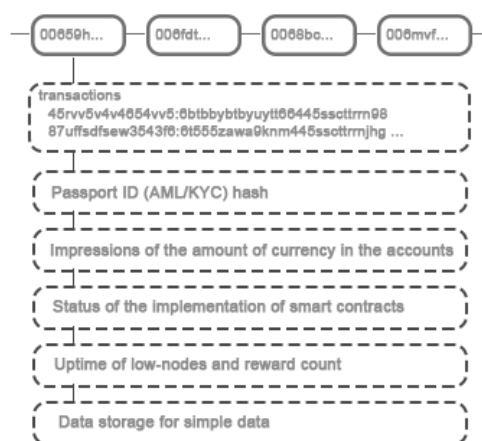 00659h... 006fdt... 0068bc... 006mvf...
transactions
45rvv5v4v4654vv5:6btbbybtbyuytt66445sscttrrn98
87uffsdfsew3543f6:6t555zawa9knm445sscttrrnjhg ...
Passport ID (AML/KYC) hash
Impressions of the amount of currency in the accounts
Status of the implementation of smart contracts
Uptime of low-nodes and reward count
Data storage for simple data